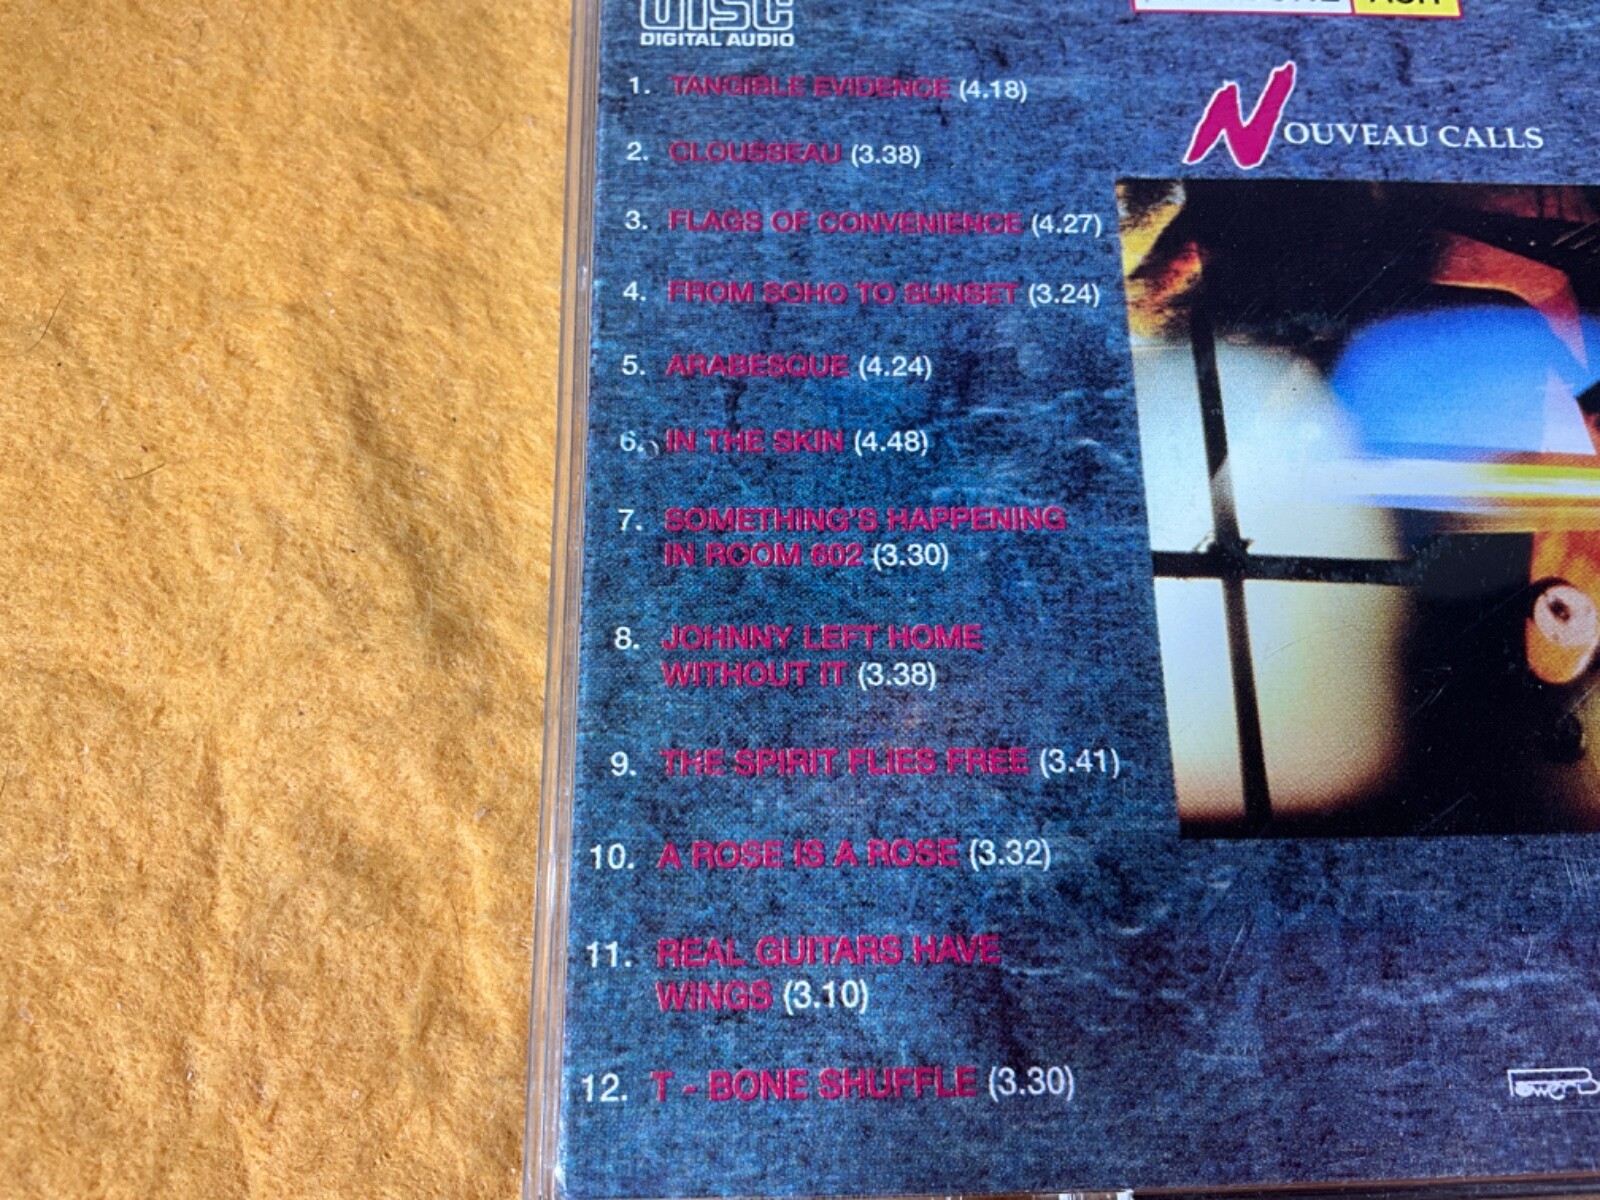 DISC
DIGITAL AUDIO
ASH
NOUVEAU CALLS
1. TANGIBLE EVIDENCE (4.18)
2. CLOUSSEAU (3.38)
3. FLAGS OF CONVENIENCE (4.27)
4. FROM SOHO TO SUNSET (3.24)
5. ARABESQUE (4.24)
6. IN THE SKIN (4.48)
7. SOMETHING'S HAPPENING
IN ROOM 602 (3.30)
8. JOHNNY LEFT HOME
WITHOUT IT (3.38)
9. THE SPIRIT FLIES FREE (3.41)
10. A ROSE IS A ROSE (3.32)
11. REAL GUITARS HAVE
WINGS (3.10)
12. T - BONE SHUFFLE (3.30)